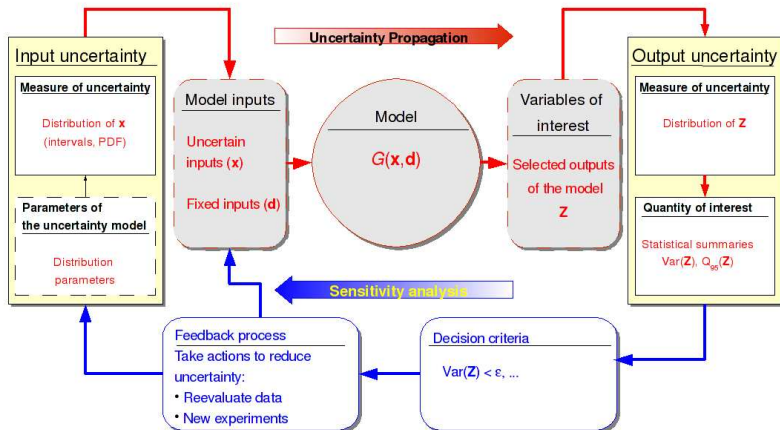 Uncertainty Propagation
Input uncertainty
Measure of uncertainty
Distribution of x
(intervals, PDF)
Parameters of
the uncertainty model
Distribution
parameters
Model inputs
Uncertain
inputs (x)
Fixed inputs (d)
Model
G(x,d)
Variables of
interest
Selected outputs
of the model
Z
Output uncertainty
Measure of uncertainty
Distribution of Z
Quantity of interest
Statistical summaries
Var(Z), Q95(Z)
Sensitivity analysis
Feedback process
Take actions to reduce
uncertainty:
• Reevaluate data
• New experiments
Decision criteria
Var(Z) < ε, ...